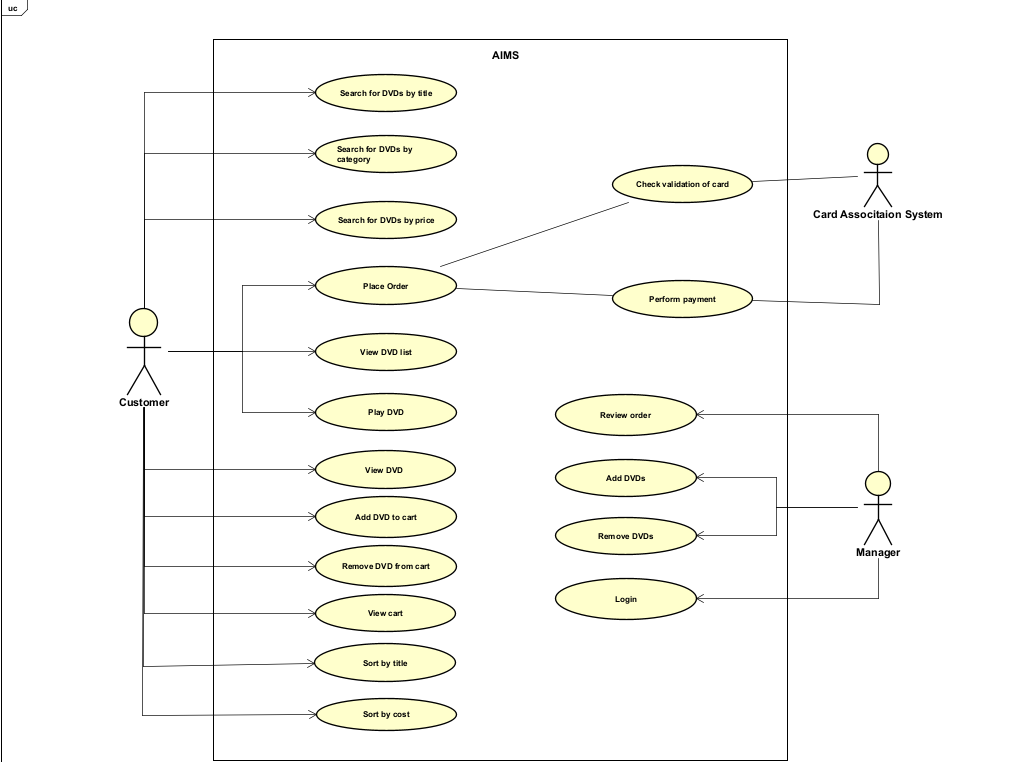 uc
AIMS
Search for DVDs by title
Search for DVDs by
category
Search for DVDs by price
Place Order
View DVD list
Play DVD
View DVD
Add DVD to cart
Remove DVD from cart
View cart
Sort by title
Sort by cost
Customer
Check validation of card
Perform payment
Card Associtaion System
Review order
Add DVDs
Remove DVDs
Login
Manager